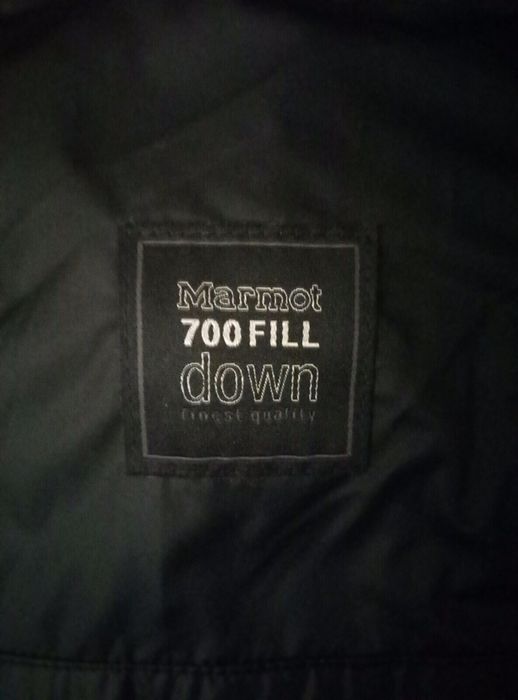 Marmot
700 FILL
down
finest quality